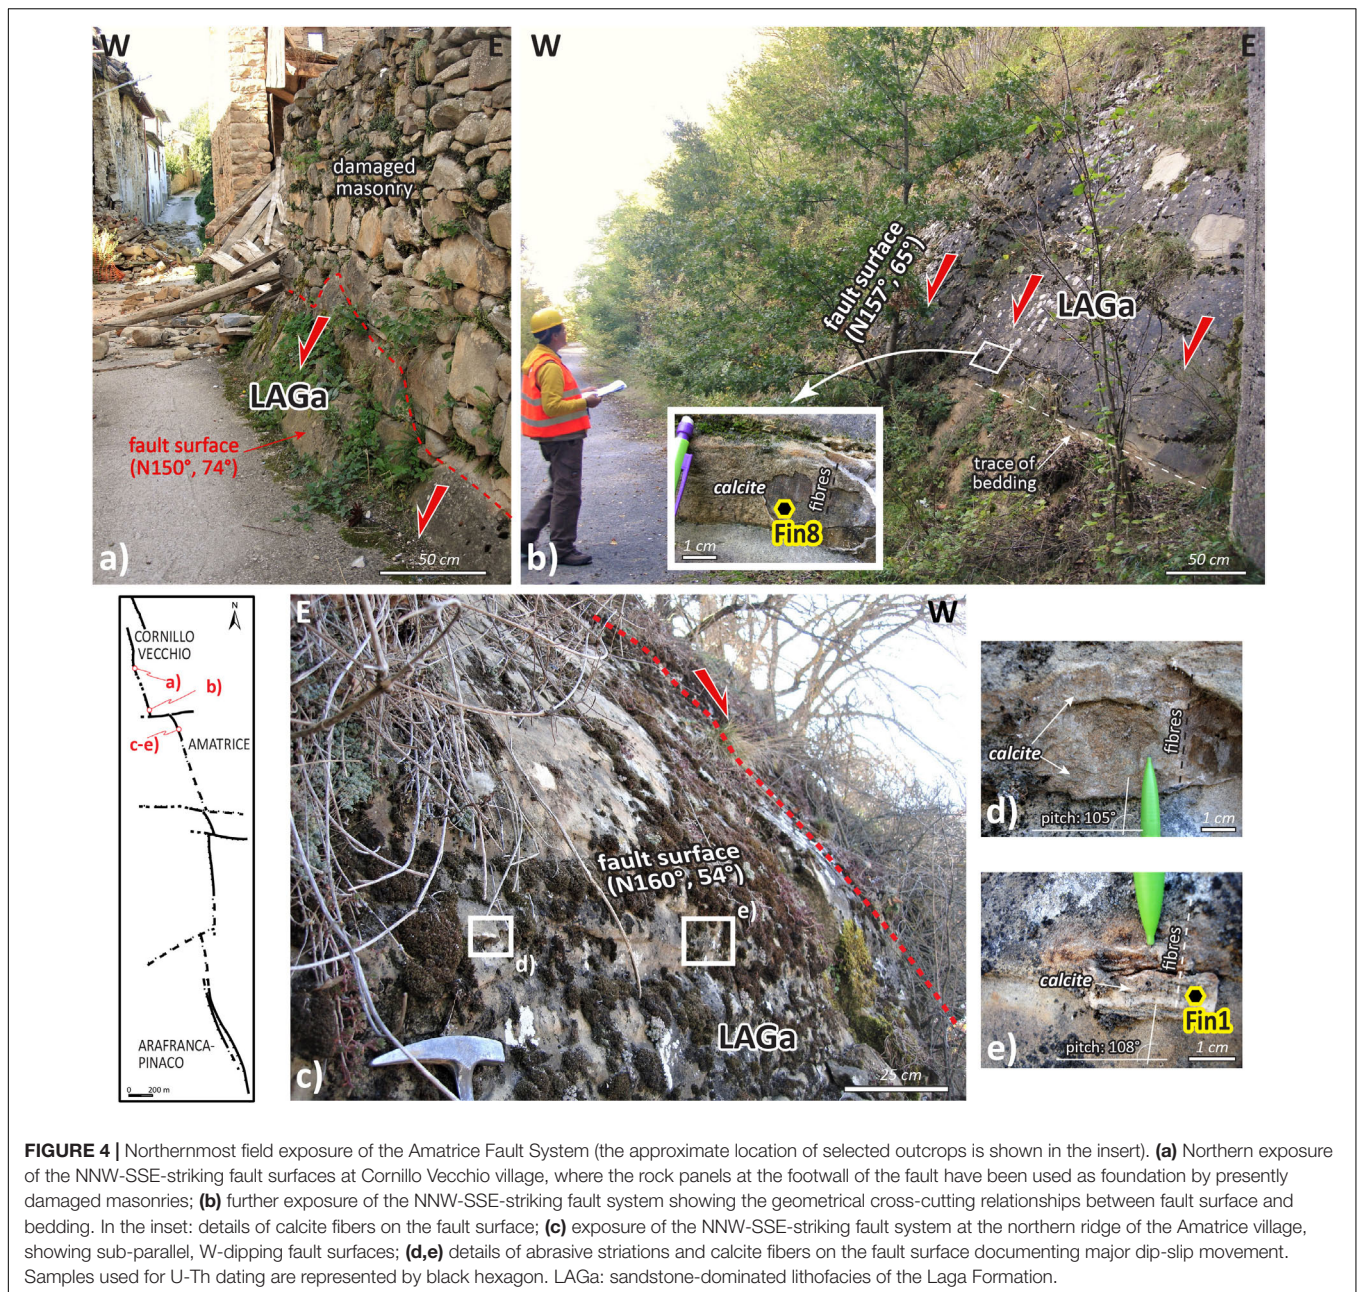 W
E
damaged
masonry
LAGa
fault surface
(N150°, 74°)
a)
50 cm
W
E
fault surface
(N157°, 65°)
LAGa
trace of
bedding
calcite
fibres
Fin8
1 cm
b)
50 cm
N
CORNILLO
VECCHIO
a)
b)
c-e)
AMATRICE
ARAFRANCA-
PINACO
0 200 m
E
W
fault surface
(N160°, 54°)
d)
e)
LAGa
c)
25 cm
calcite
fibres
pitch: 105°
d)
1 cm
fibres
calcite
Fin1
pitch: 108°
e)
1 cm
FIGURE 4 | Northernmost field exposure of the Amatrice Fault System (the approximate location of selected outcrops is shown in the insert). (a) Northern exposure
of the NNW-SSE-striking fault surfaces at Cornillo Vecchio village, where the rock panels at the footwall of the fault have been used as foundation by presently
damaged masonries; (b) further exposure of the NNW-SSE-striking fault system showing the geometrical cross-cutting relationships between fault surface and
bedding. In the inset: details of calcite fibers on the fault surface; (c) exposure of the NNW-SSE-striking fault system at the northern ridge of the Amatrice village,
showing sub-parallel, W-dipping fault surfaces; (d,e) details of abrasive striations and calcite fibers on the fault surface documenting major dip-slip movement.
Samples used for U-Th dating are represented by black hexagon. LAGa: sandstone-dominated lithofacies of the Laga Formation.